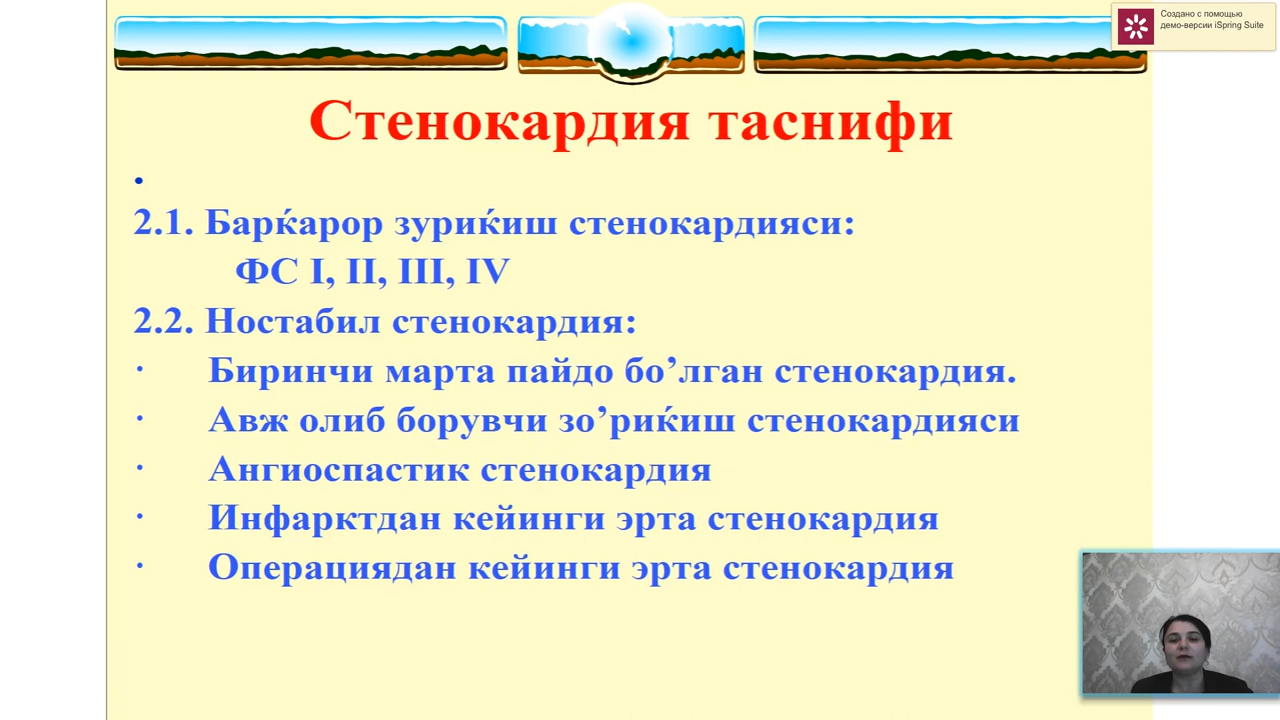 Создано с помощью
демо-версии iSpring Suite
Стенокардия таснифи
•
2.1. Барќарор зуриќиш стенокардияси:
ФС I, II, III, IV
2.2. Ностабил стенокардия:
· Биринчи марта пайдо бо’лган стенокардия.
· Авж олиб борувчи зо’риќиш стенокардияси
· Ангиоспастик стенокардия
· Инфарктдан кейинги эрта стенокардия
· Операциядан кейинги эрта стенокардия